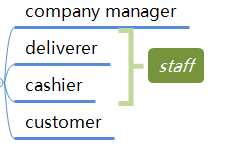 company manager
deliverer
cashier
customer
staff